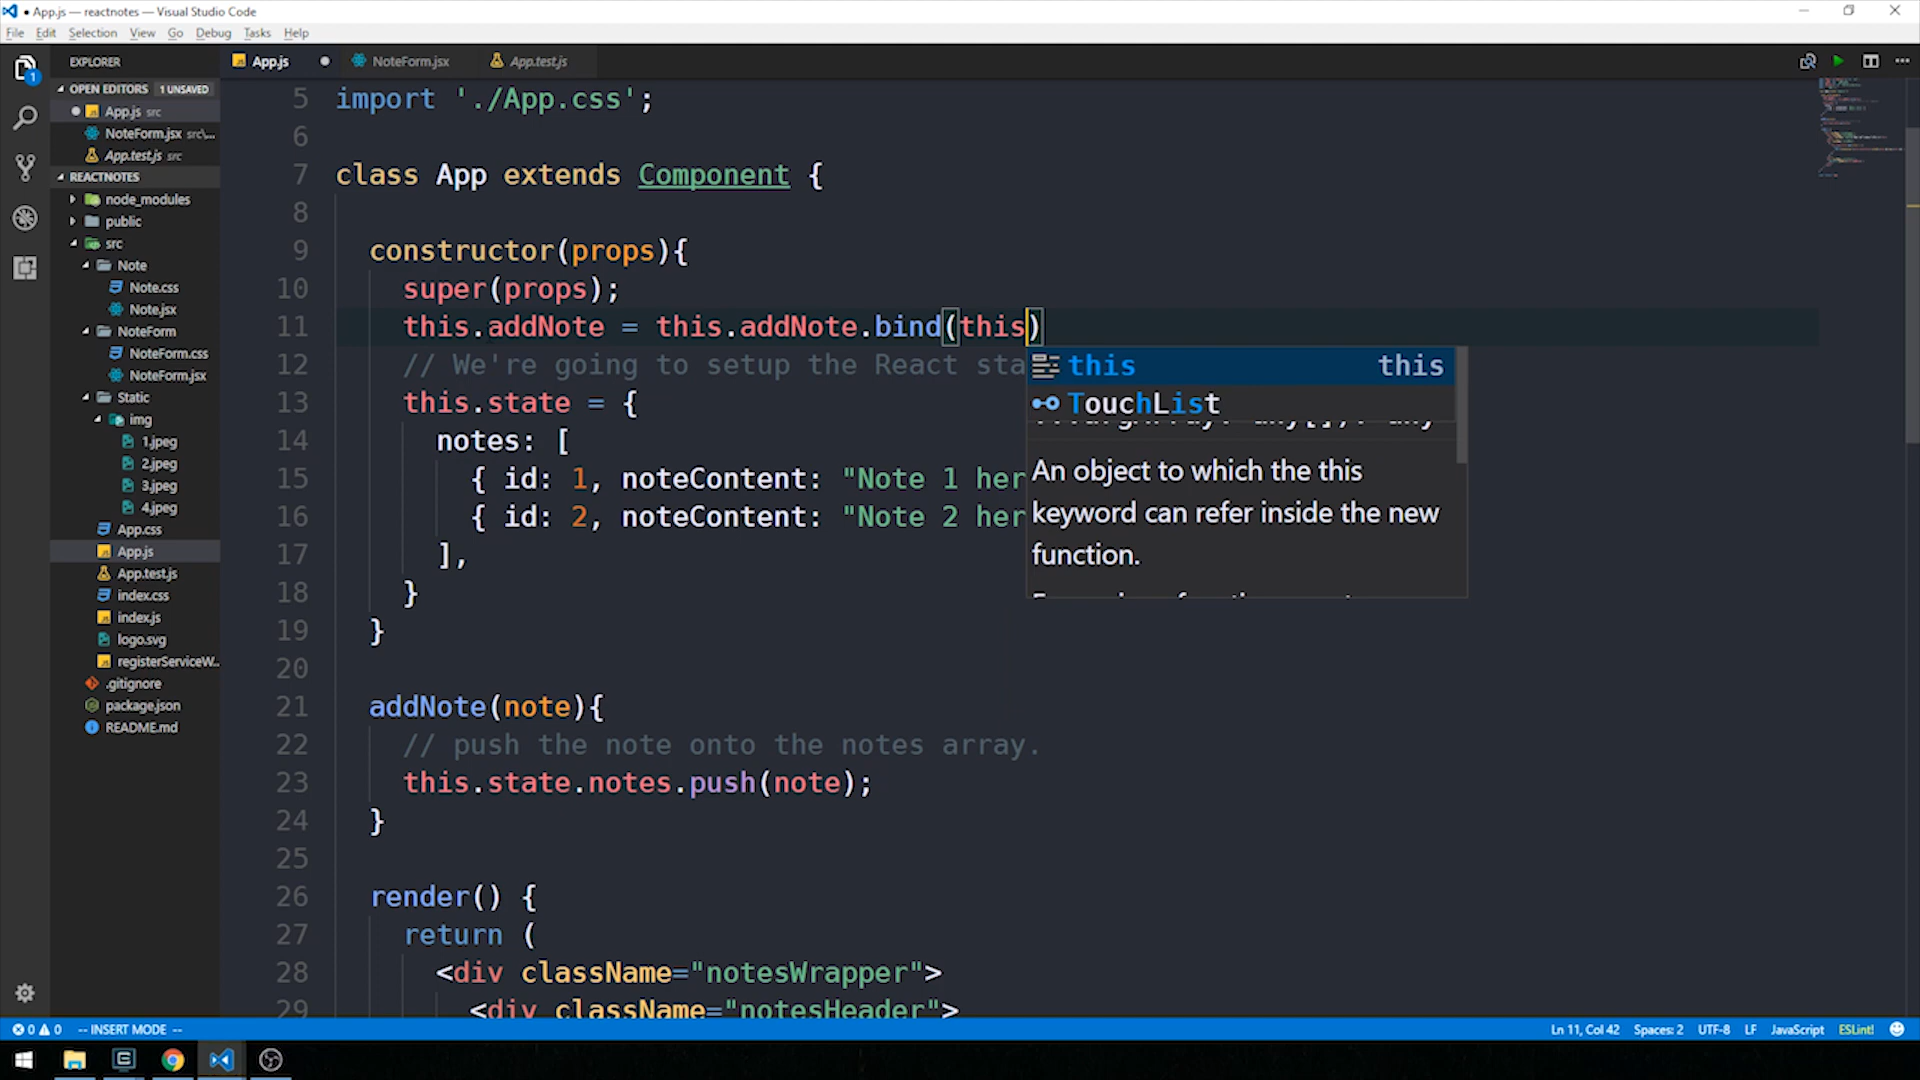 App.js — reactnotes — Visual Studio Code
File Edit Selection View Go Debug Tasks Help
EXPLORER
App.js
NoteForm.jsx
App.test.js
OPEN EDITORS 1 UNSAVED
App.js src
NoteForm.jsx src\...
App.test.js src
REACTNOTES
node_modules
public
src
Note
Note.css
Note.jsx
NoteForm
NoteForm.css
NoteForm.jsx
Static
img
1.jpeg
2.jpeg
3.jpeg
4.jpeg
App.css
App.js
App.test.js
index.css
index.js
logo.svg
registerServiceW...
.gitignore
package.json
README.md
1
5 import './App.css';
6
7 class App extends Component {
8
9 constructor(props){
10 super(props);
11 this.addNote = this.addNote.bind(this)
12 // We're going to setup the React sta
13 this.state = {
14 notes: [
15 { id: 1, noteContent: "Note 1 her
16 { id: 2, noteContent: "Note 2 her
17 ],
18 }
19 }
20
21 addNote(note){
22 // push the note onto the notes array.
23 this.state.notes.push(note);
24 }
25
26 render() {
27 return (
28 <div className="notesWrapper">
29 <div className="notesHeader">
this this
TouchList
An object to which the this
keyword can refer inside the new
function.
0 0 -- INSERT MODE --
Ln 11, Col 42 Spaces: 2 UTF-8 LF JavaScript ESLint!